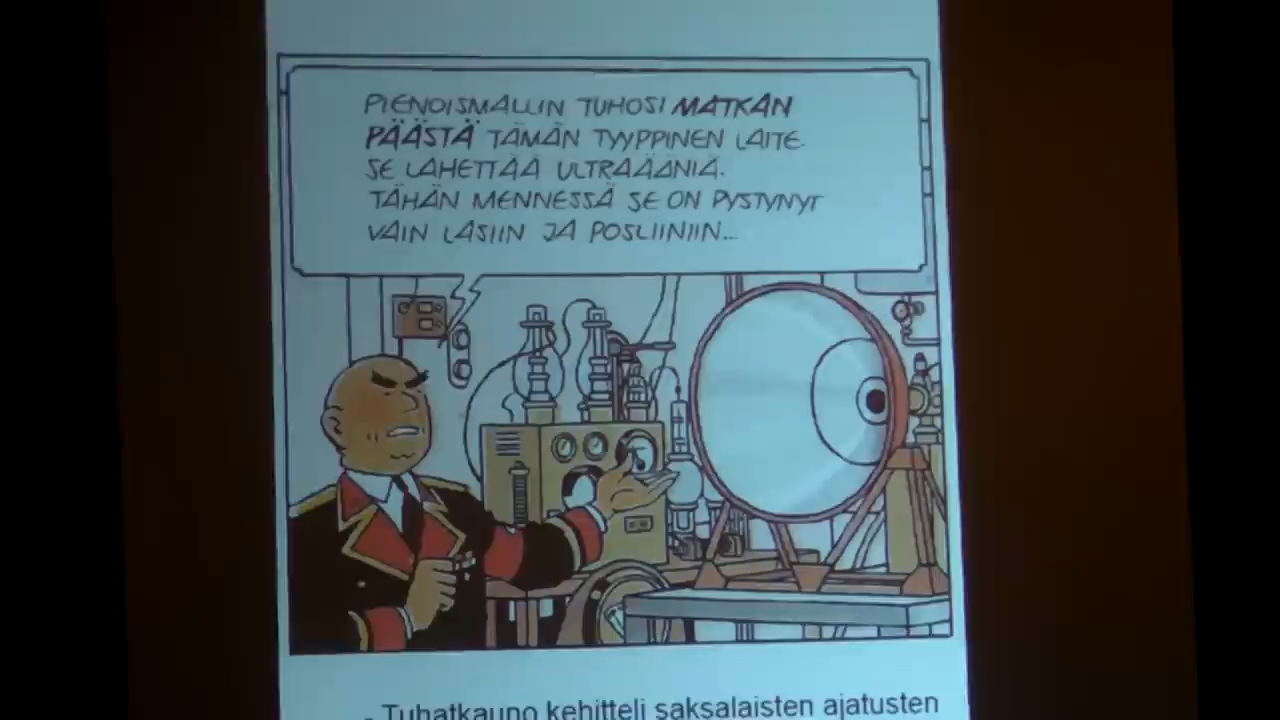 PIENOISMALLIN TUHOSI MATKAN
PÄÄSTÄ TÄMÄN TYYPPINEN LAITE.
SE LÄHETTÄÄ ULTRAÄÄNIÄ.
TÄHÄN MENNESSÄ SE ON PYSTYNYT
VAIN LASIIN JA POSLIINIIN...
- Tuhatkauno kehitteli saksalaisten ajatusten